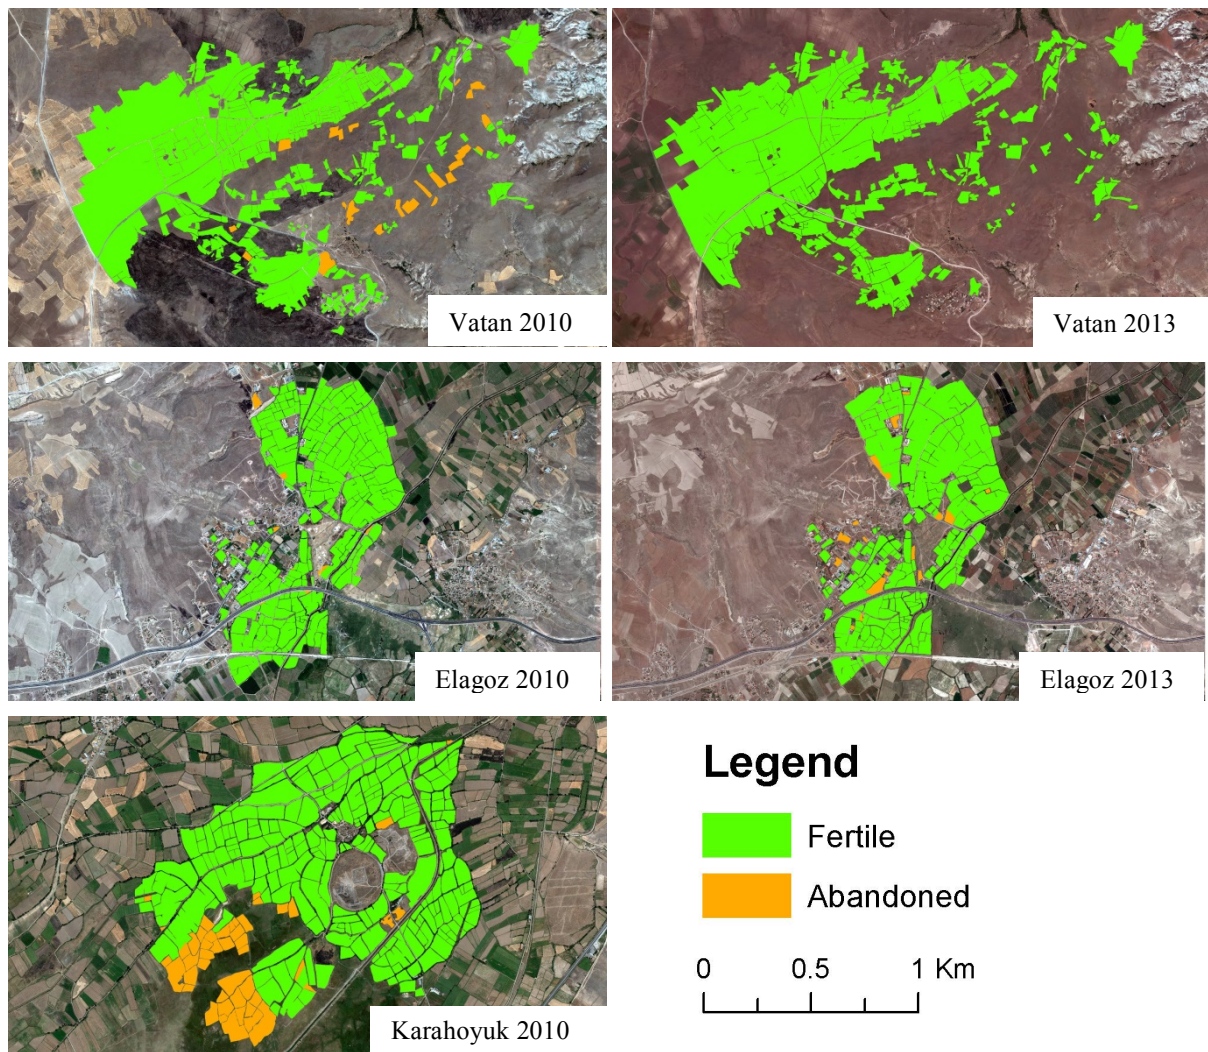 Vatan 2010
Vatan 2013
Elagoz 2010
Elagoz 2013
Karahoyuk 2010
Legend
Fertile
Abandoned
0 0.5 1 Km